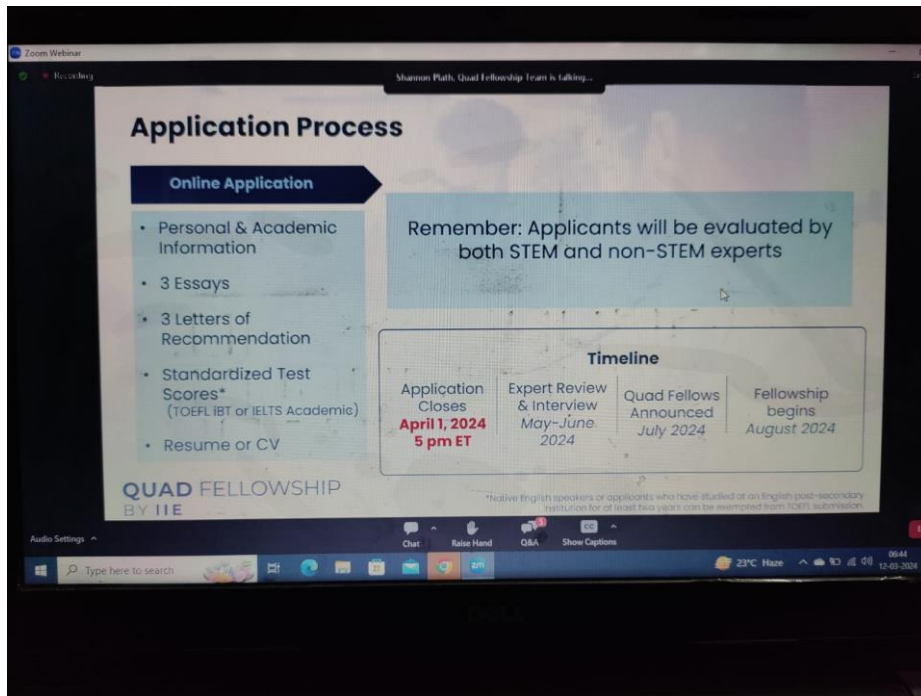 Zoom Webinar
Recording
Shannon Plath, Quad Fellowship Team is talking...
Application Process
Online Application
• Personal & Academic
Information
• 3 Essays
• 3 Letters of
Recommendation
• Standardized Test
Scores*
(TOEFL iBT or IELTS Academic)
• Resume or CV
Remember: Applicants will be evaluated by
both STEM and non-STEM experts
Timeline
Application
Closes
April 1, 2024
5 pm ET
Expert Review
& Interview
May-June
2024
Quad Fellows
Announced
July 2024
Fellowship
begins
August 2024
QUAD FELLOWSHIP
BY IIE
*Native English speakers or applicants who have studied at an English post-secondary
institution for at least two years can be exempted from TOEFL submission.
Audio Settings
Chat
Raise Hand
Q&A
CC
Show Captions
Type here to search
zm
23°C Haze
06:44
12-03-2024
DELL